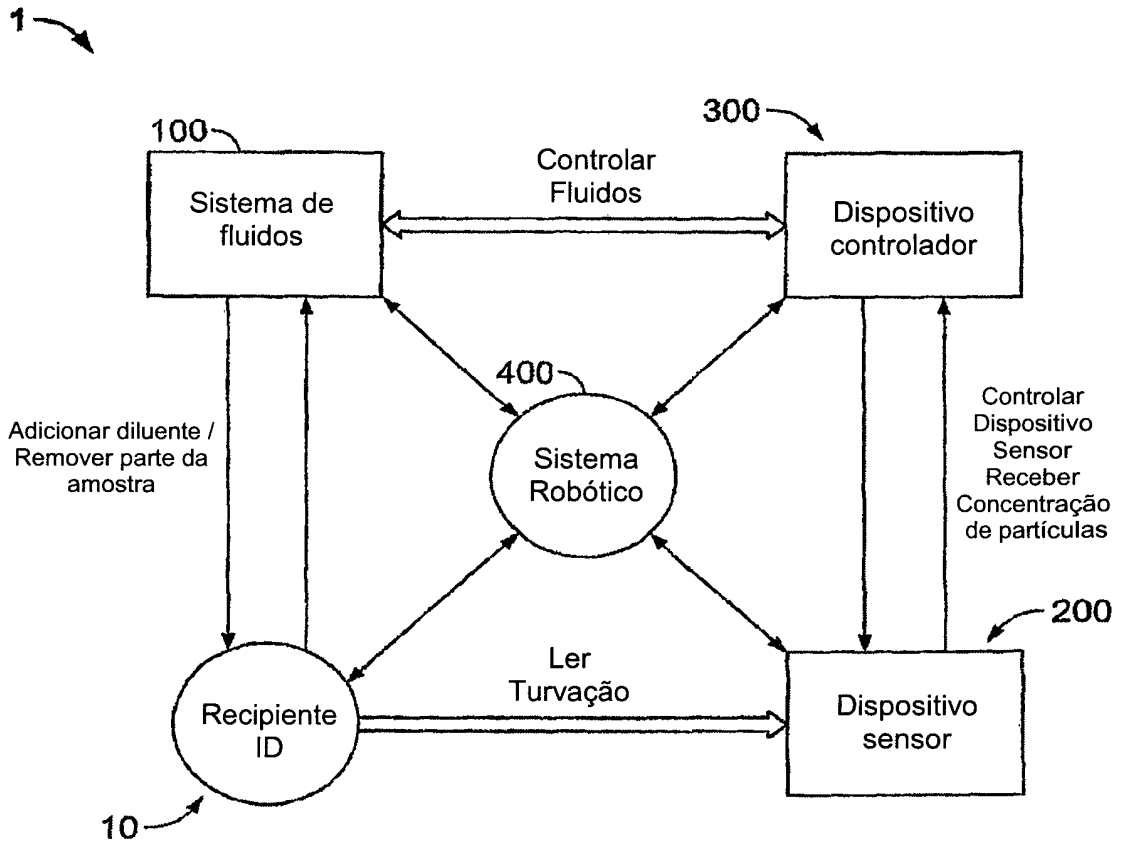 1
100
Sistema de
fluidos
Controlar
Fluidos
300
Dispositivo
controlador
400
Sistema
Robótico
Adicionar diluente /
Remover parte da
amostra
Controlar
Dispositivo
Sensor
Receber
Concentração
de partículas
Recipiente
ID
10
Ler
Turvação
200
Dispositivo
sensor